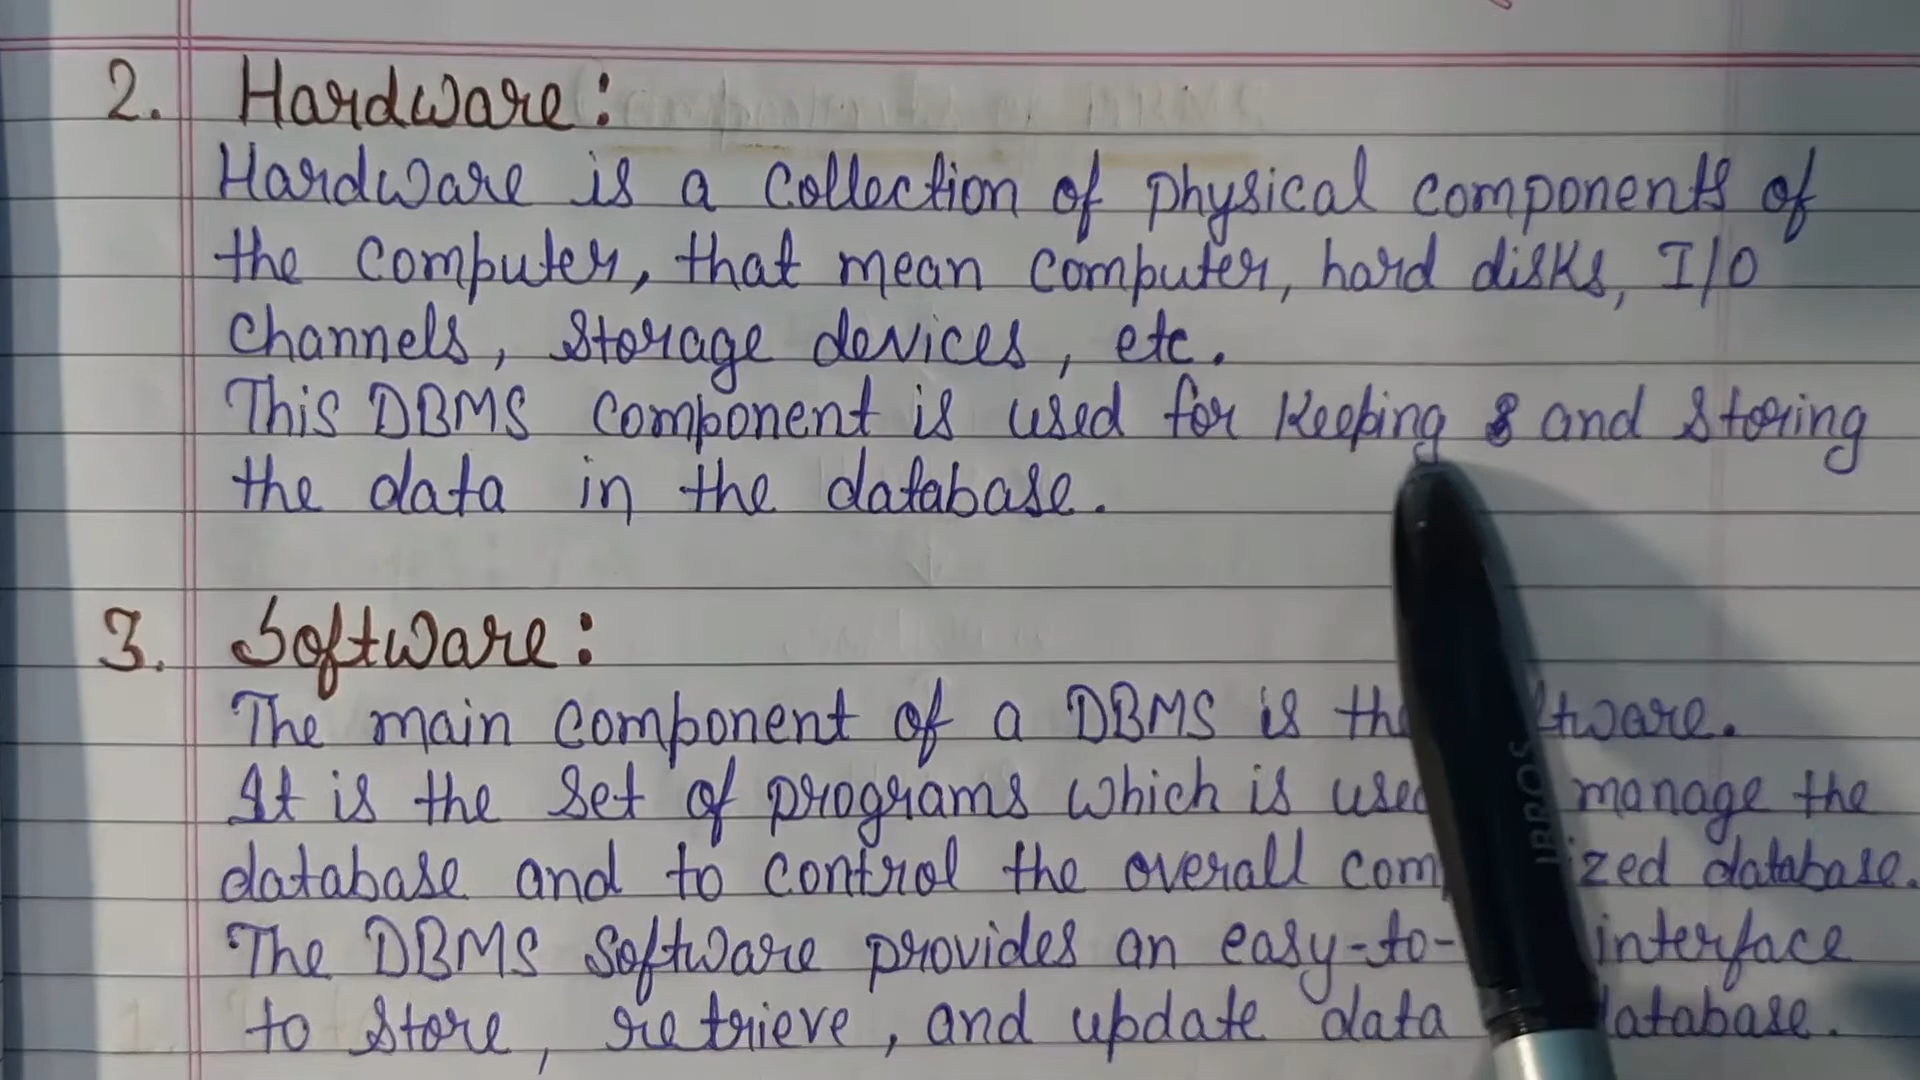 2. Hardware:
Hardware is a collection of physical components of
the computer, that mean computer, hard disks, I/O
channels, storage devices, etc.
This DBMS component is used for keeping and storing
the data in the database.
3. Software:
The main component of a DBMS is the software.
It is the set of programs which is used manage the
database and to control the overall database.
The DBMS software provides an easy-to- interface
to store, retrieve, and update data database.